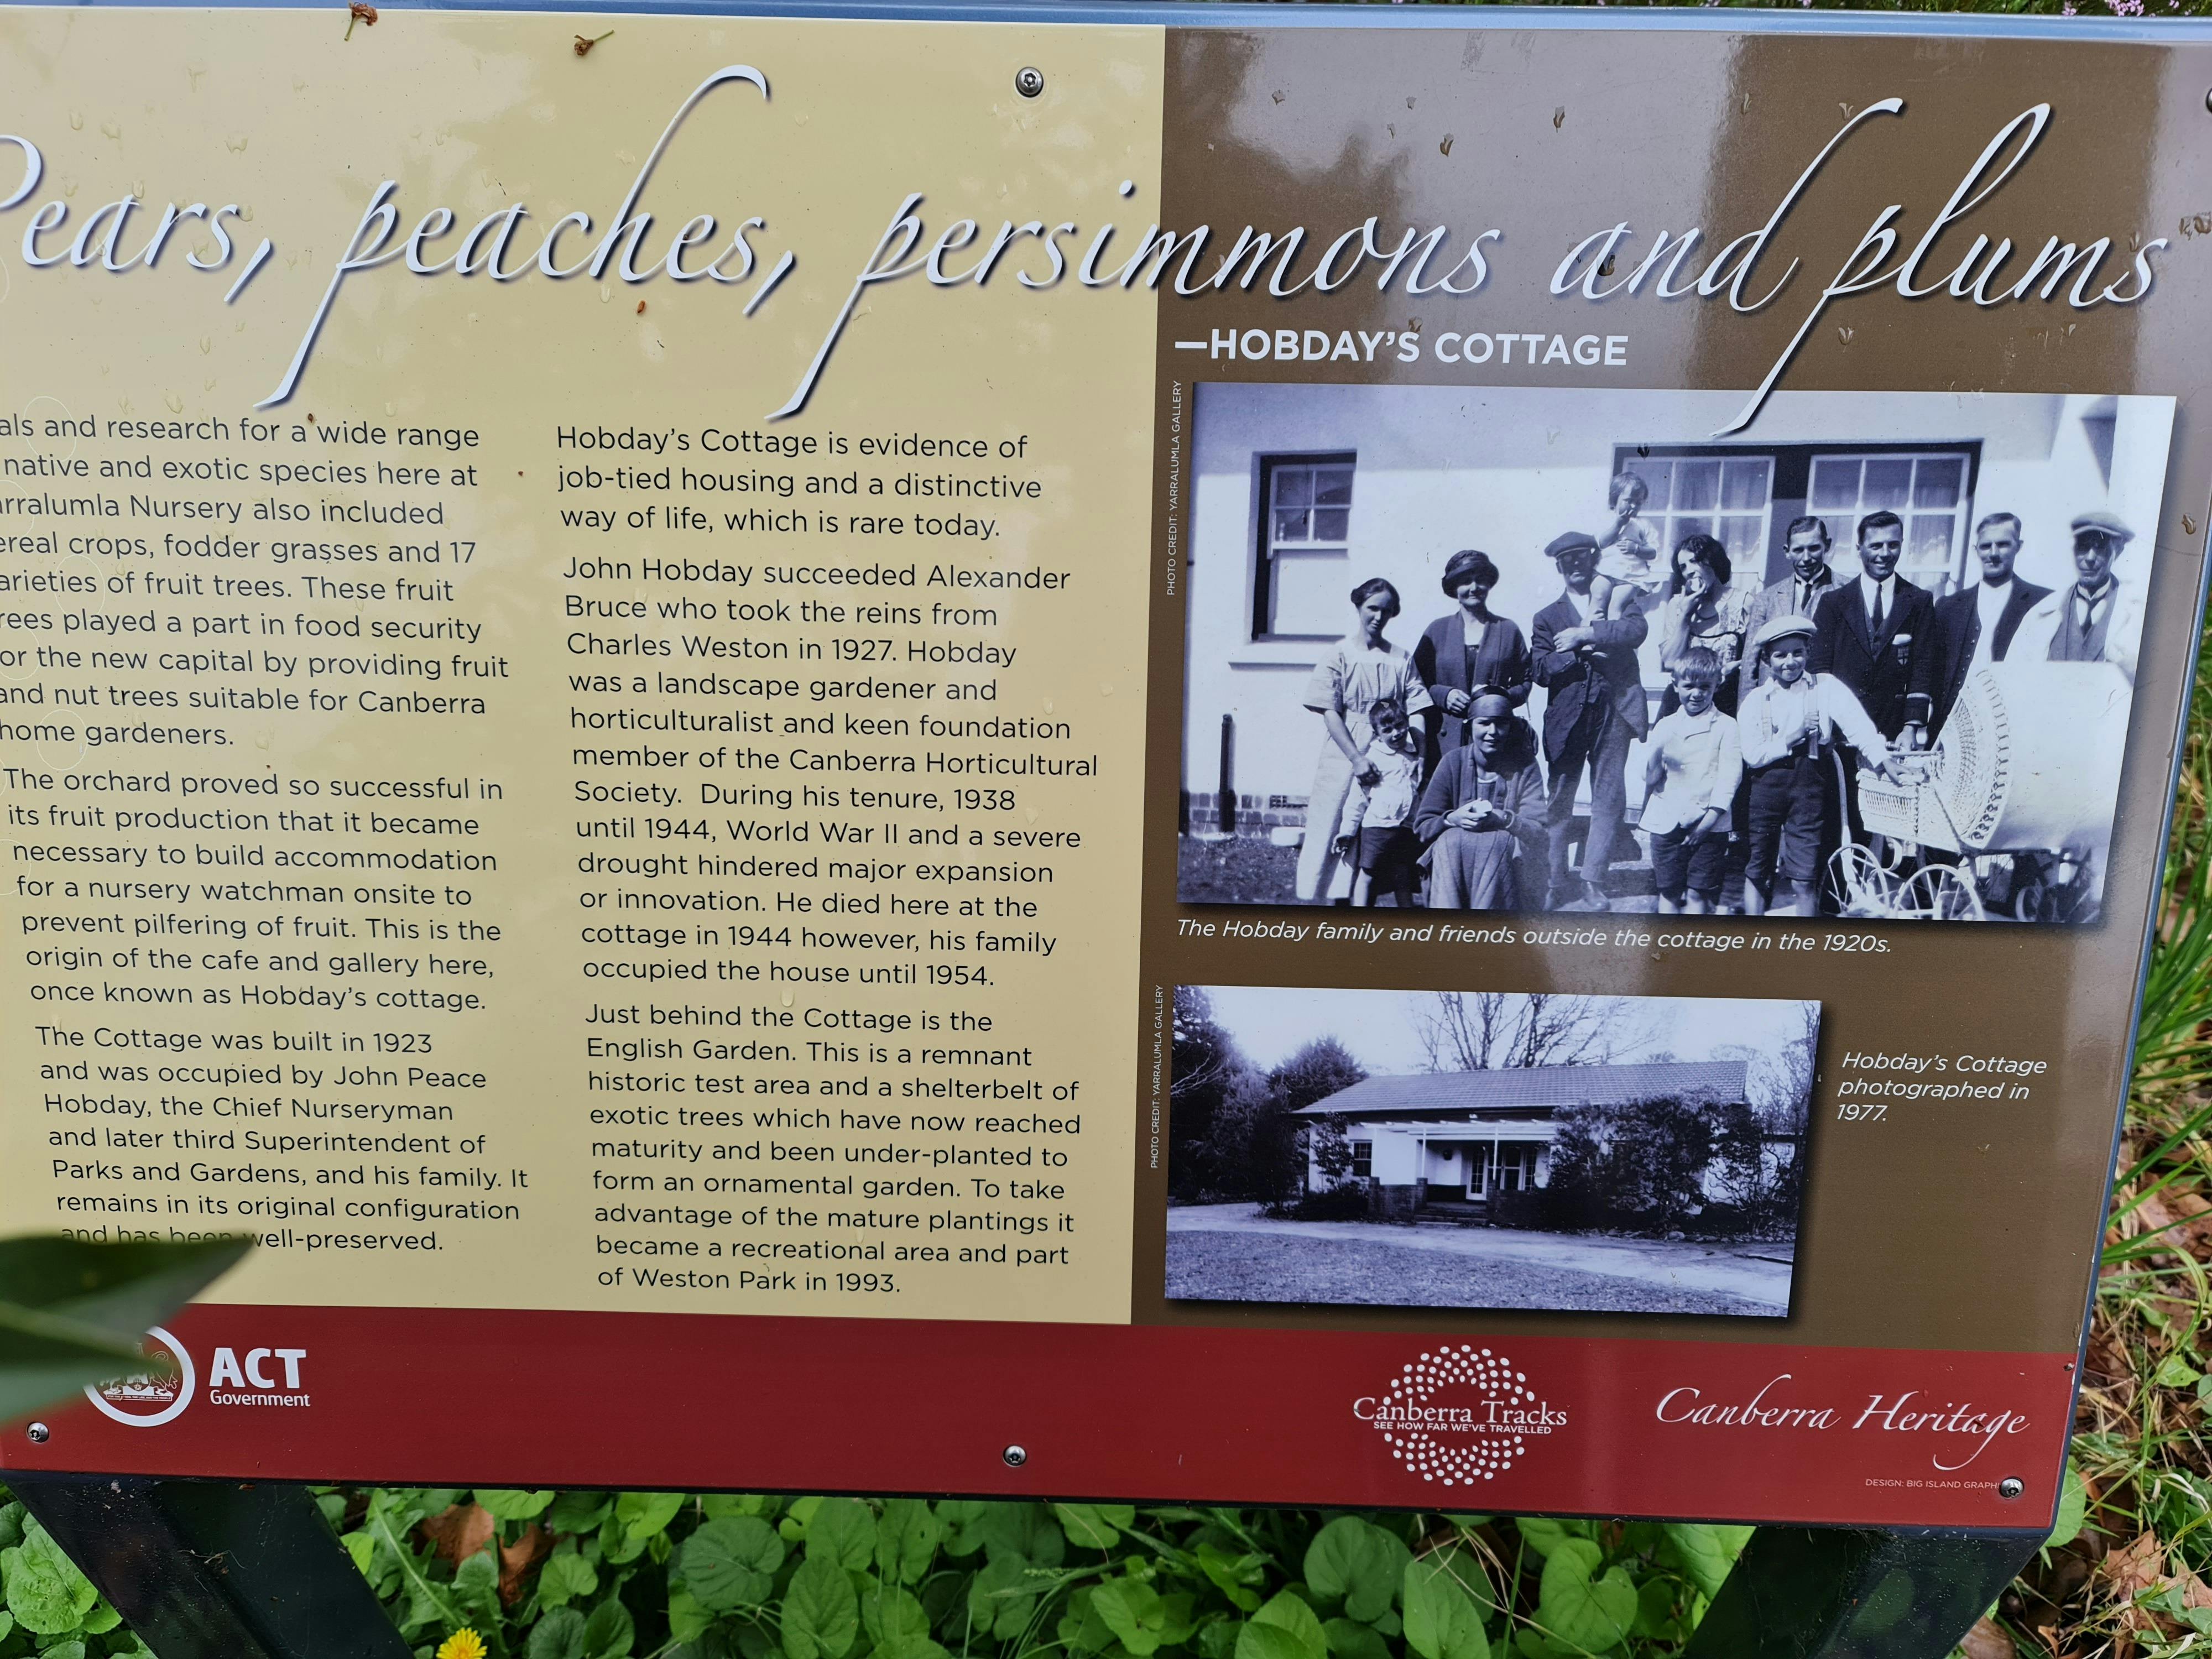 Pears, peaches, persimmons and plums
—HOBDAY'S COTTAGE
and research for a wide range
native and exotic species here at
Nursery also included
crops, fodder grasses and 17
of fruit trees. These fruit
played a part in food security
the new capital by providing fruit
and nut trees suitable for Canberra
home gardeners.
The orchard proved so successful in
its fruit production that it became
necessary to build accommodation
for a nursery watchman onsite to
prevent pilfering of fruit. This is the
origin of the cafe and gallery here,
once known as Hobday's cottage.
The Cottage was built in 1923
and was occupied by John Peace
Hobday, the Chief Nurseryman
and later third Superintendent of
Parks and Gardens, and his family. It
remains in its original configuration
and has been well-preserved.
Hobday's Cottage is evidence of
job-tied housing and a distinctive
way of life, which is rare today.
John Hobday succeeded Alexander
Bruce who took the reins from
Charles Weston in 1927. Hobday
was a landscape gardener and
horticulturalist and keen foundation
member of the Canberra Horticultural
Society. During his tenure, 1938
until 1944, World War II and a severe
drought hindered major expansion
or innovation. He died here at the
cottage in 1944 however, his family
occupied the house until 1954.
Just behind the Cottage is the
English Garden. This is a remnant
historic test area and a shelterbelt of
exotic trees which have now reached
maturity and been under-planted to
form an ornamental garden. To take
advantage of the mature plantings it
became a recreational area and part
of Weston Park in 1993.
PHOTO CREDIT: YARRALUMLA GALLERY
The Hobday family and friends outside the cottage in the 1920s.
PHOTO CREDIT: YARRALUMLA GALLERY
Hobday's Cottage
photographed in
1977.
ACT
Government
Canberra Tracks
SEE HOW FAR WE'VE TRAVELLED
Canberra Heritage
DESIGN: BIG ISLAND